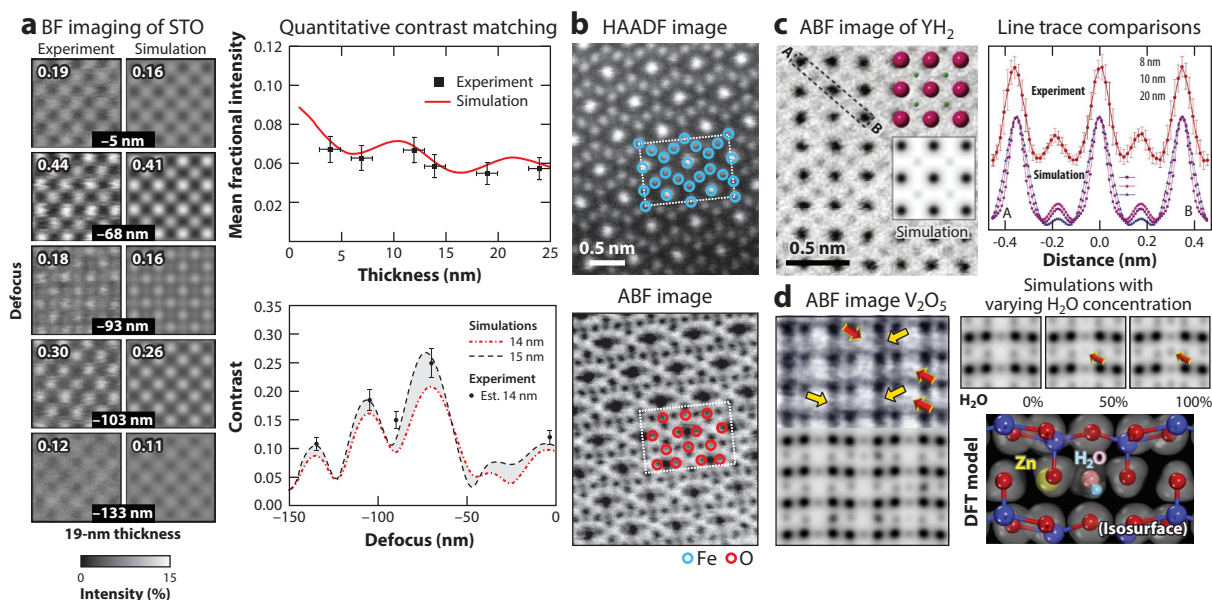 a BF imaging of STO
Experiment Simulation
0.19 0.16
−5 nm
0.44 0.41
−68 nm
0.18 0.16
−93 nm
0.30 0.26
−103 nm
0.12 0.11
−133 nm
Defocus
19-nm thickness
0 15
Intensity (%)
Quantitative contrast matching
Mean fractional intensity
0.12
0.10
0.08
0.06
0.04
0.02
Experiment
Simulation
0 5 10 15 20 25
Thickness (nm)
Contrast
0.35
0.30
0.25
0.20
0.15
0.10
0.05
0.00
Simulations
14 nm
15 nm
Experiment
Est. 14 nm
−150 −100 −50 0
Defocus (nm)
b HAADF image
0.5 nm
ABF image
Fe O
c ABF image of YH2
A
B
0.5 nm
Simulation
Line trace comparisons
8 nm
10 nm
20 nm
Experiment
Simulation
A B
−0.4 −0.2 0.0 0.2 0.4
Distance (nm)
d ABF image V2O5
Simulations with
varying H2O concentration
H2O 0% 50% 100%
DFT model
Zn H2O
(Isosurface)